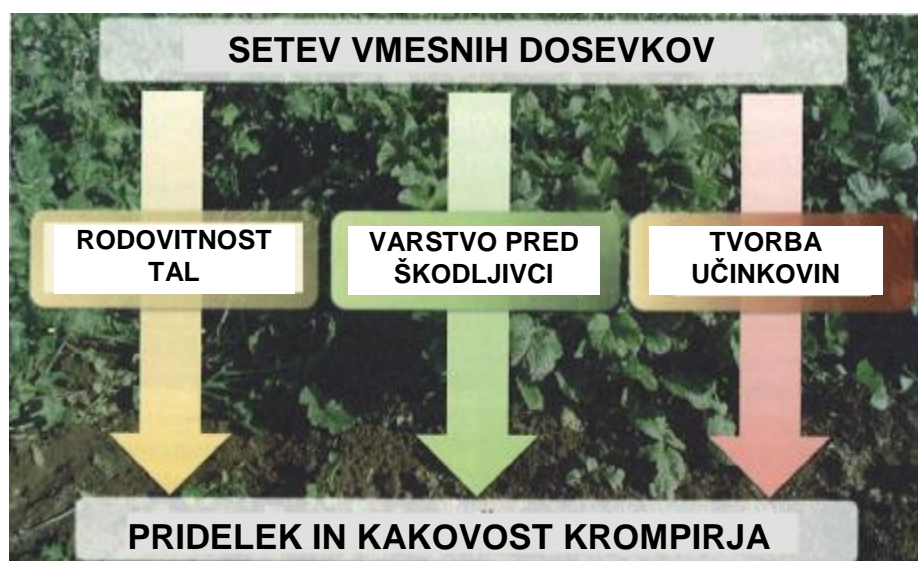 SETEV VMESNIH DOSEVKOV
RODOVITNOST
TAL
VARSTVO PRED
ŠKODLJIVCI
TVORBA
UČINKOVIN
PRIDELEK IN KAKOVOST KROMPIRJA